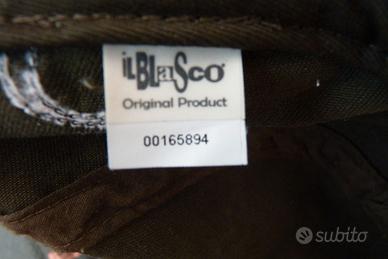 iLBLaSco
Original Product
00165894
subito